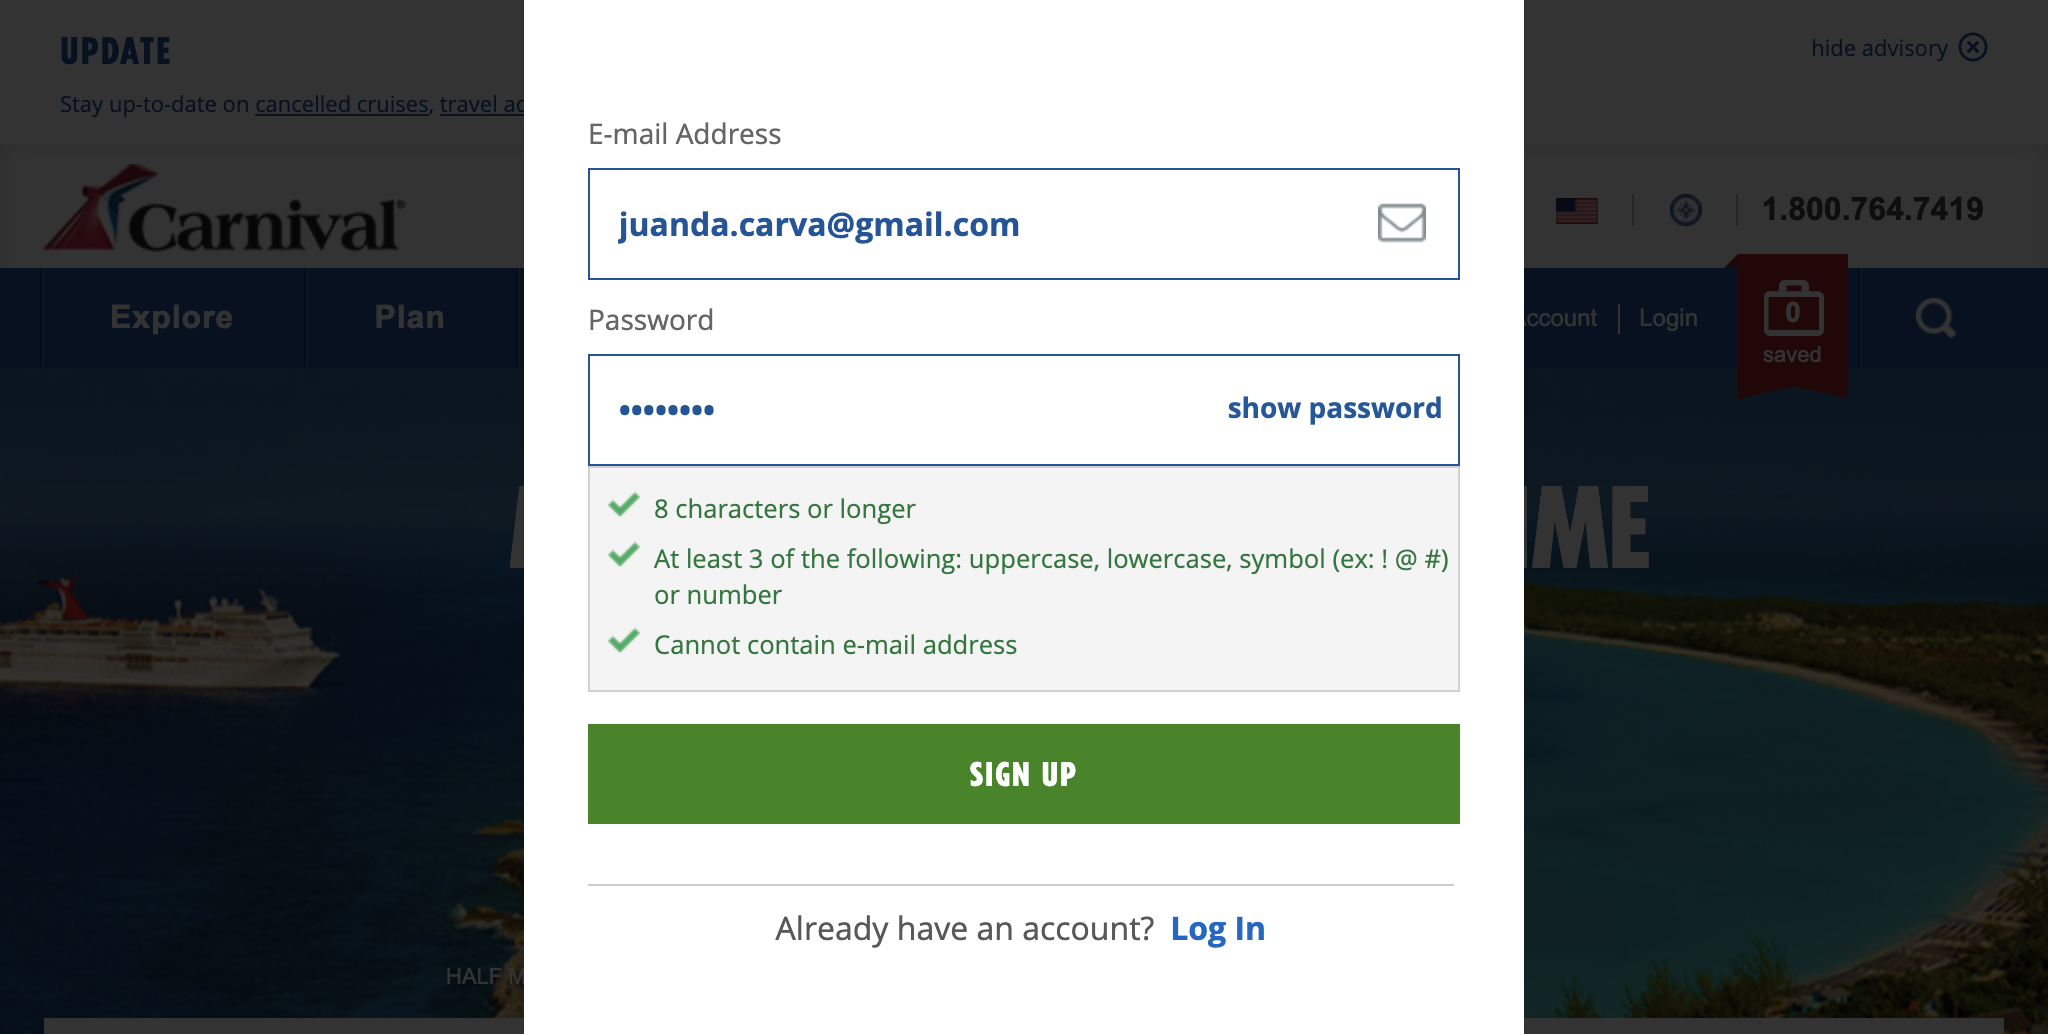 UPDATE
hide advisory
Stay up-to-date on cancelled cruises, travel
Carnival
1.800.764.7419
Explore
Plan
Login
0
saved
E-mail Address
juanda.carva@gmail.com
Password
•••••••• show password
8 characters or longer
At least 3 of the following: uppercase, lowercase, symbol (ex: ! @ #)
or number
Cannot contain e-mail address
SIGN UP
Already have an account? Log In
HALF